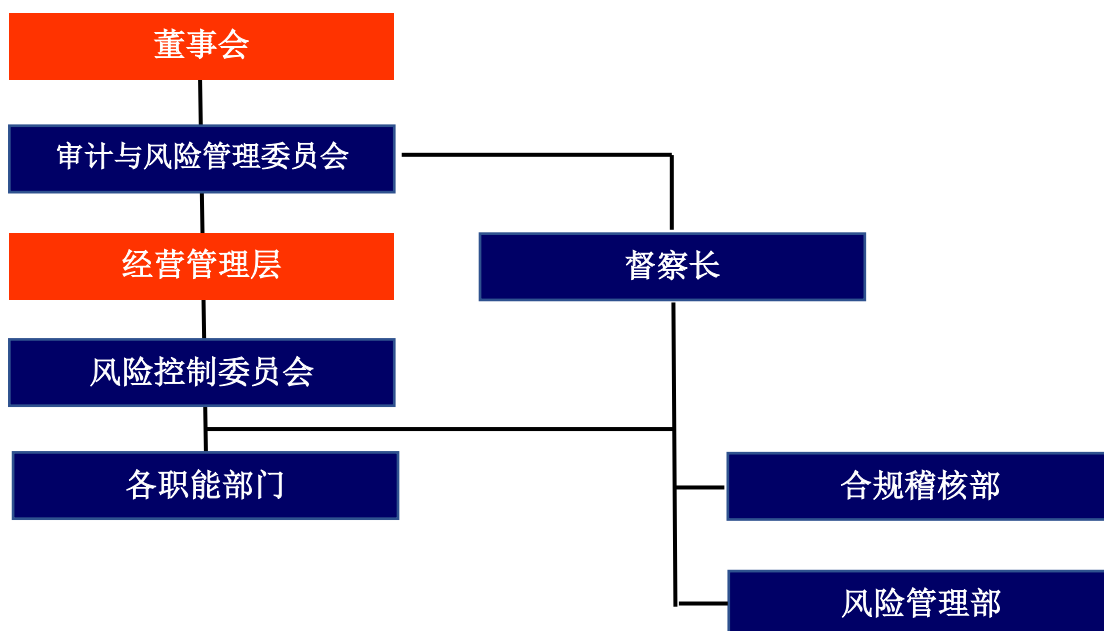 董事会
审计与风险管理委员会
经营管理层
督察长
风险控制委员会
各职能部门
合规稽核部
风险管理部